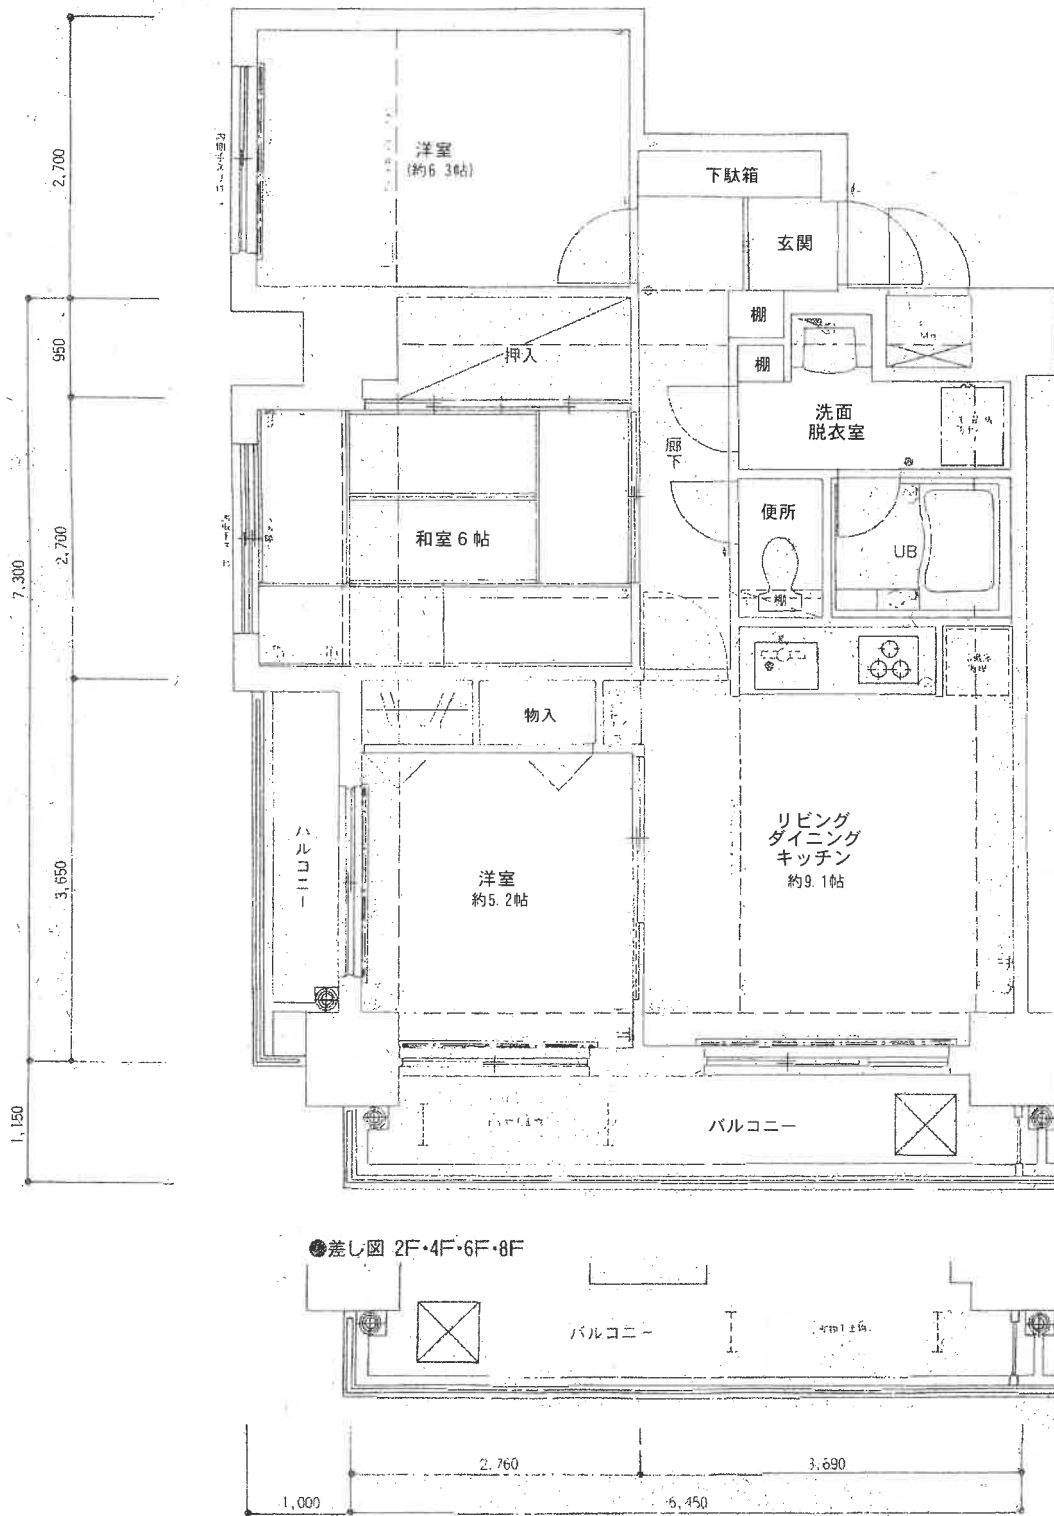 2,700
950
2,700
7,300
3,650
1,150
洋室
(約6.3帖)
下駄箱
玄関
棚
棚
押入
洗面
脱衣室
廊下
和室6帖
便所
棚
UB
物入
バルコニー
洋室
約5.2帖
リビング
ダイニング
キッチン
約9.1帖
バルコニー
●差し図 2F・4F・6F・8F
バルコニー
2,760
3,690
1,000
6,450